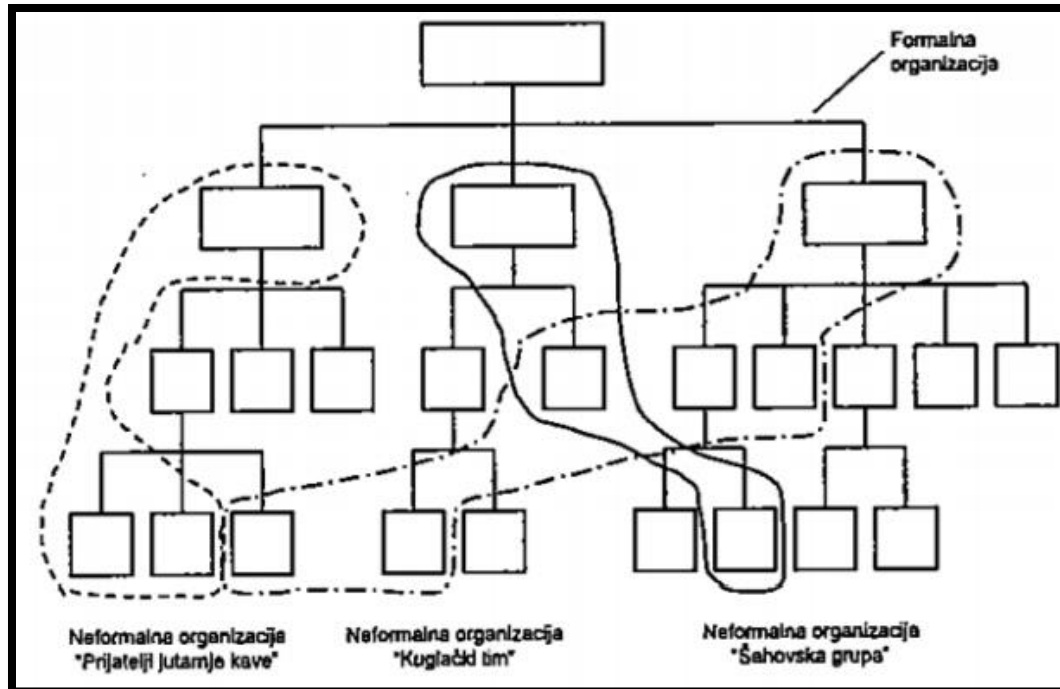 Formalna
organizacija
Neformalna organizacija
"Prijatelji jutarnje kave"
Neformalna organizacija
"Kuglački tim"
Neformalna organizacija
"Šahovska grupa"